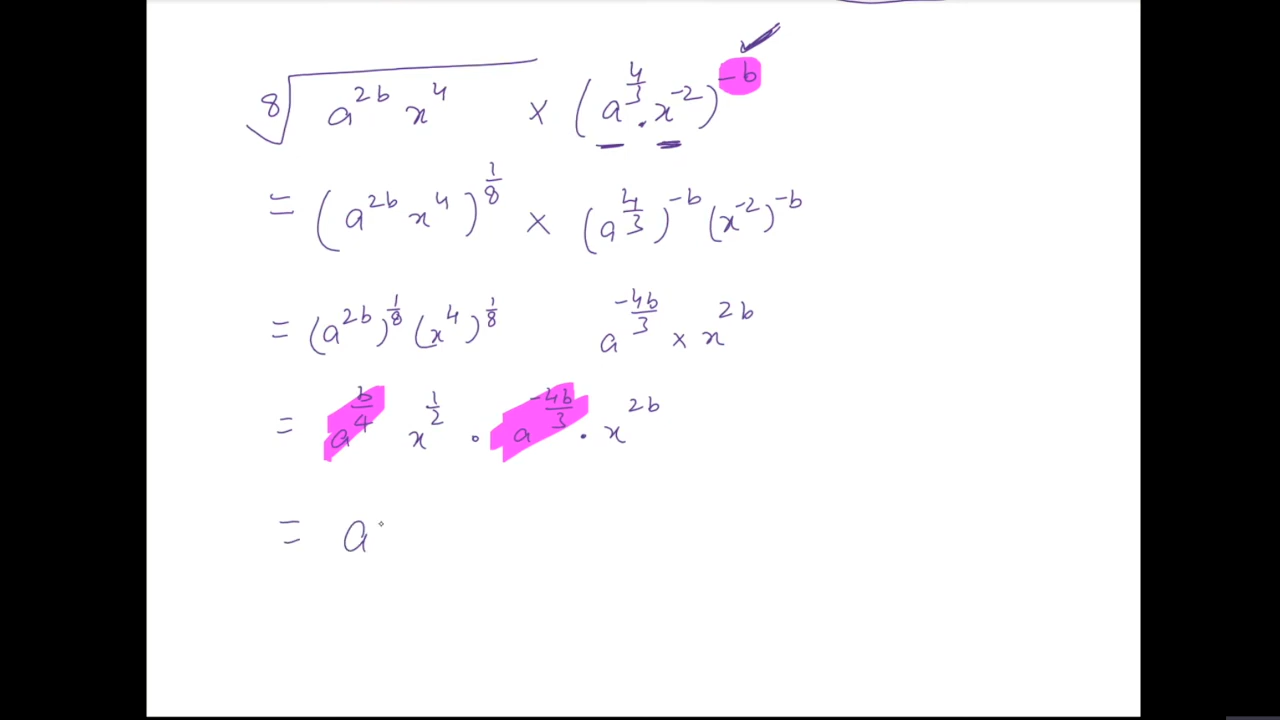 ⁸√(a^{2b} x^4) × (a^{4/3} . x^{-2})^{-b}
= (a^{2b} x^4)^{1/8} × (a^{4/3})^{-b} (x^{-2})^{-b}
= (a^{2b})^{1/8} (x^4)^{1/8} a^{-4b/3} × x^{2b}
= a^{b/4} x^{1/2} . a^{-4b/3} . x^{2b}
= a